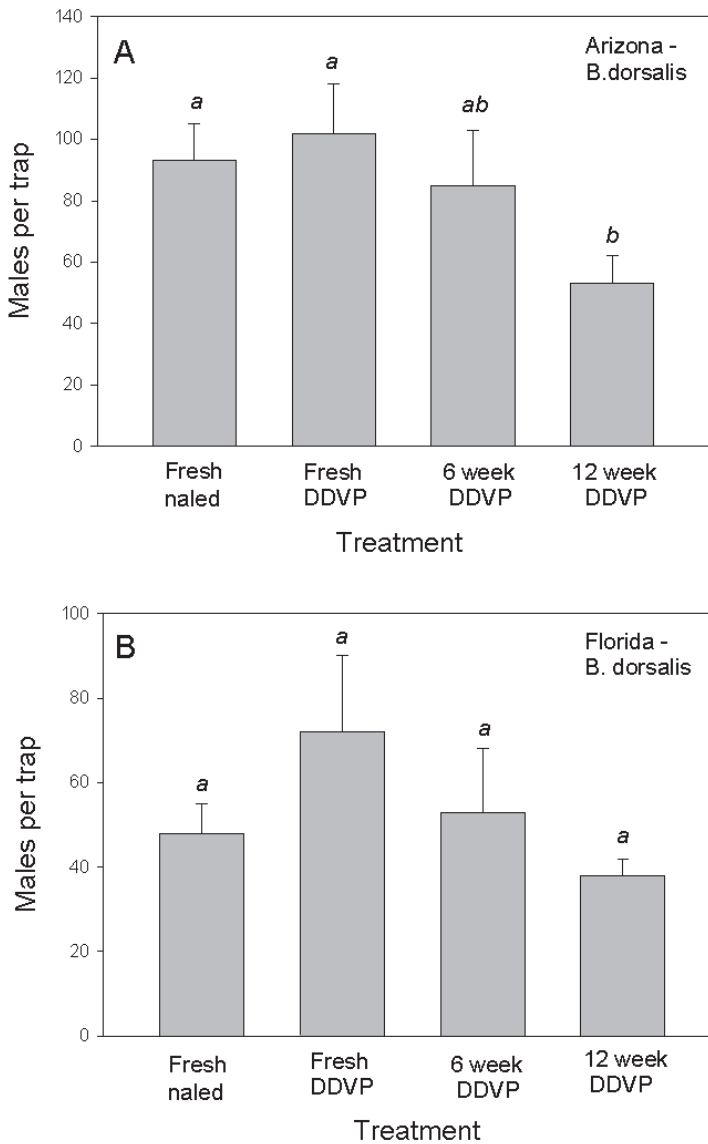 A
Arizona -
B.dorsalis
Males per trap
140
120
100
80
60
40
20
0
a
a
ab
b
Fresh
naled
Fresh
DDVP
6 week
DDVP
12 week
DDVP
Treatment
B
Florida -
B. dorsalis
Males per trap
100
80
60
40
20
0
a
a
a
a
Fresh
naled
Fresh
DDVP
6 week
DDVP
12 week
DDVP
Treatment